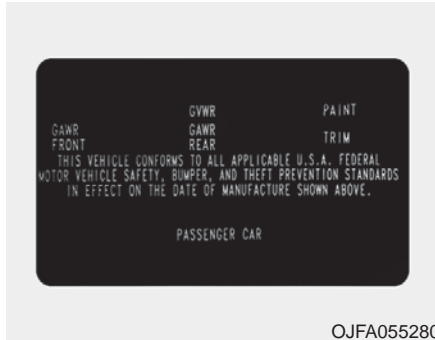 GVWR PAINT
GAWR GAWR
FRONT REAR TRIM
THIS VEHICLE CONFORMS TO ALL APPLICABLE U.S.A. FEDERAL
MOTOR VEHICLE SAFETY, BUMPER, AND THEFT PREVENTION STANDARDS
IN EFFECT ON THE DATE OF MANUFACTURE SHOWN ABOVE.
PASSENGER CAR
OJFA055280